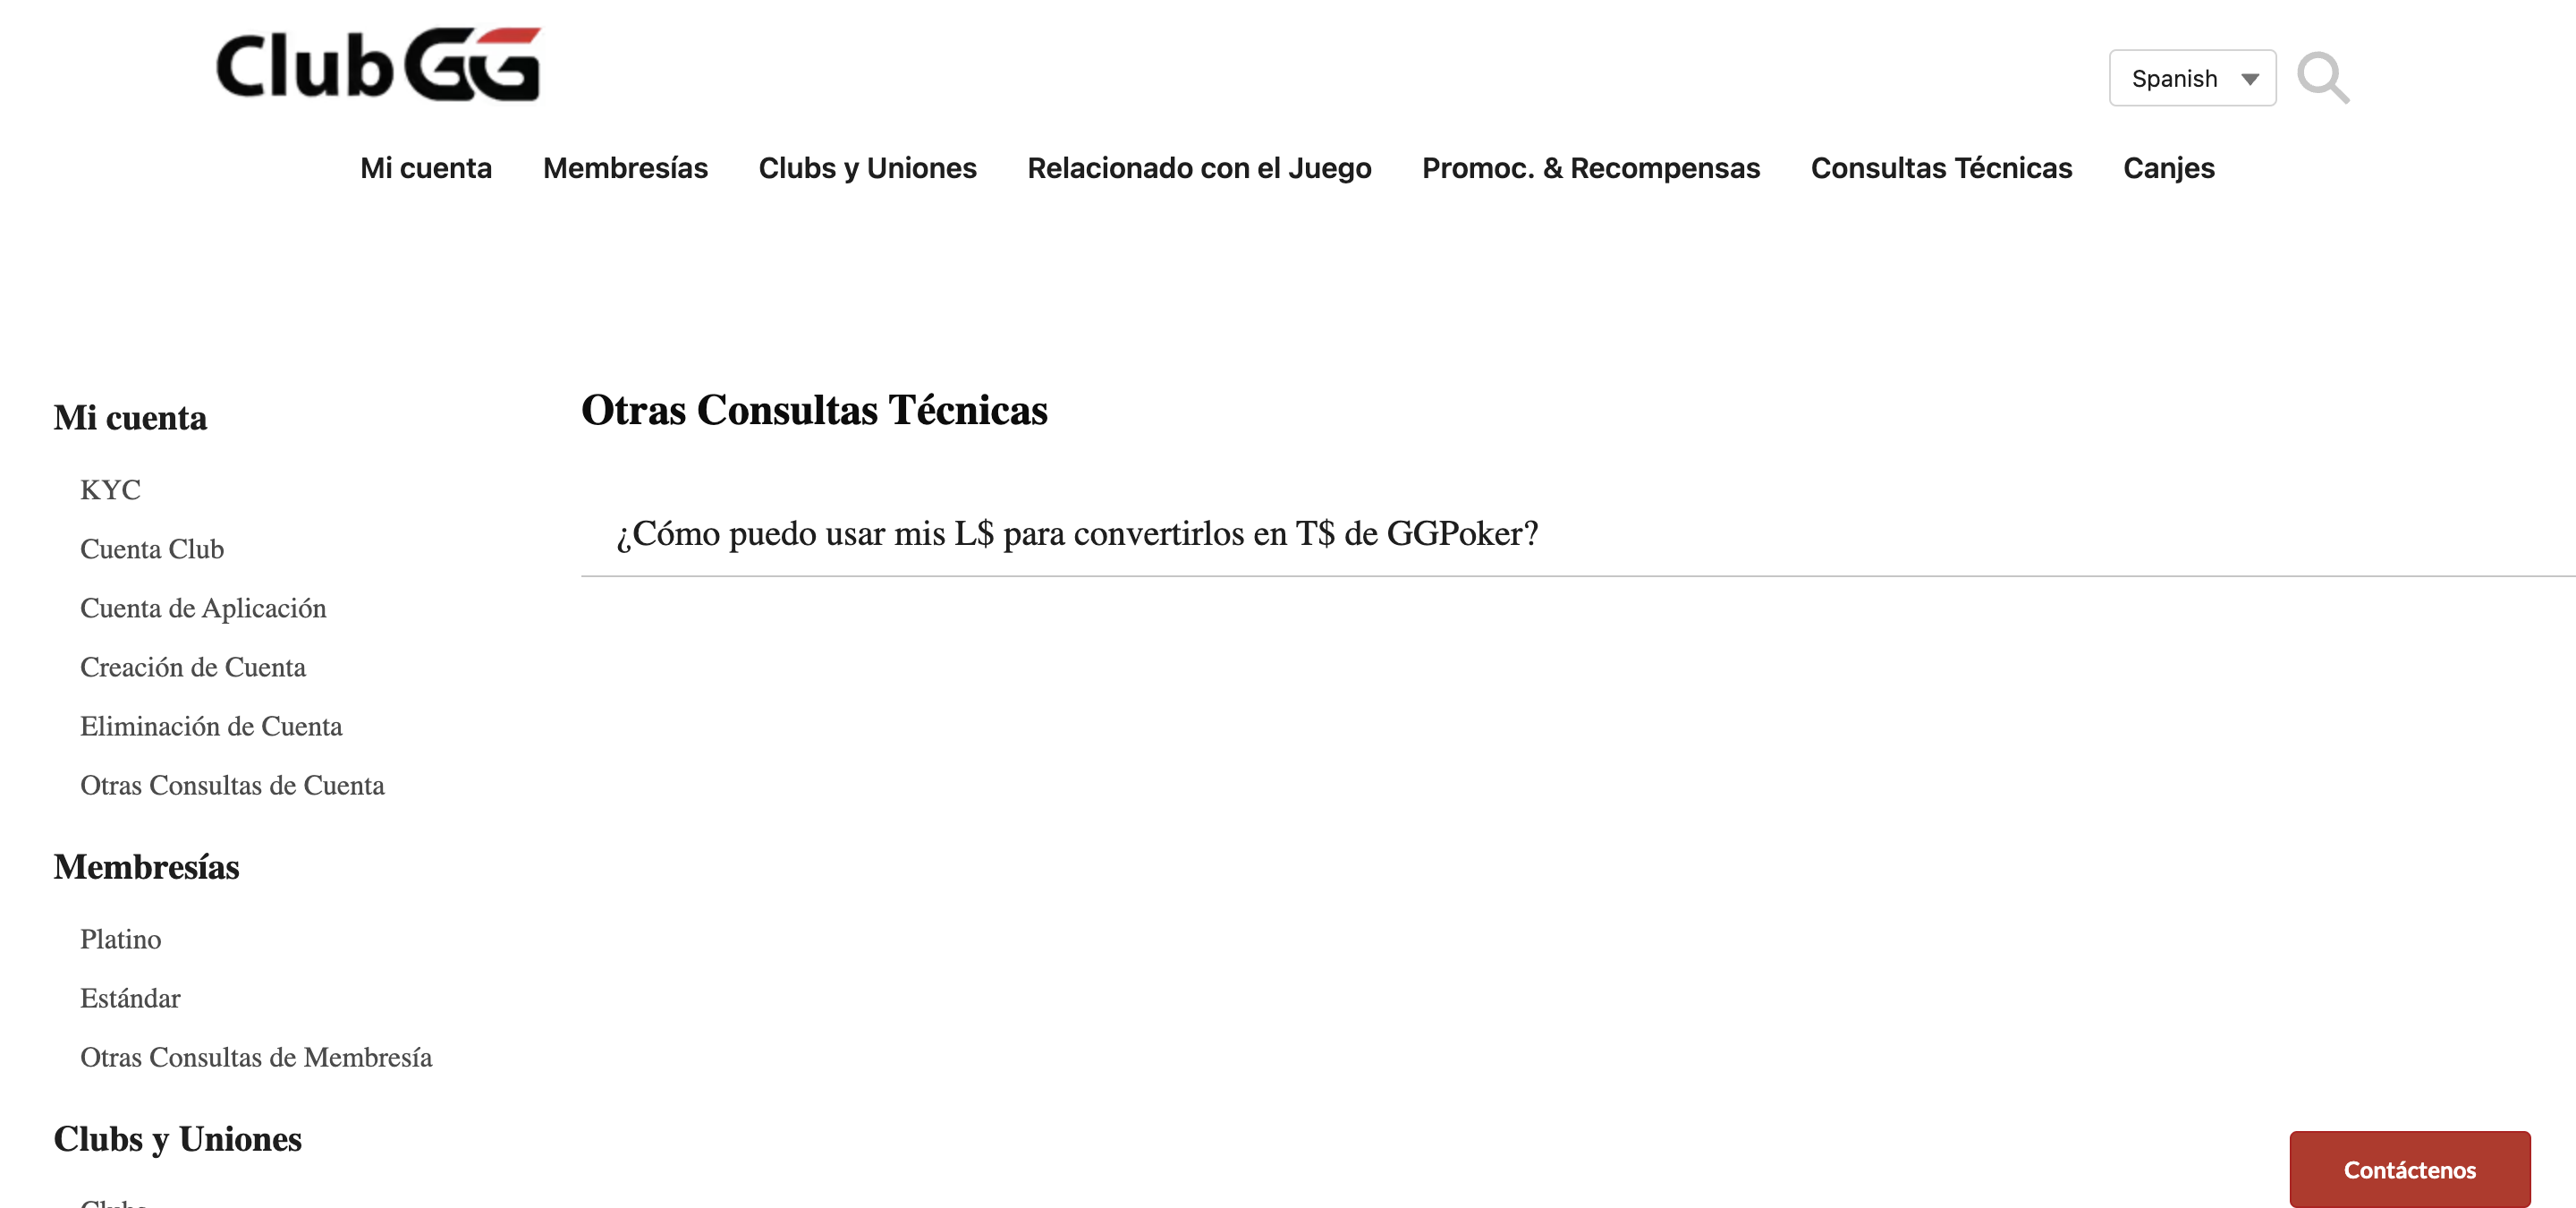 ClubGG
Spanish
Mi cuenta Membresías Clubs y Uniones Relacionado con el Juego Promoc. & Recompensas Consultas Técnicas Canjes
Mi cuenta
KYC
Cuenta Club
Cuenta de Aplicación
Creación de Cuenta
Eliminación de Cuenta
Otras Consultas de Cuenta
Membresías
Platino
Estándar
Otras Consultas de Membresía
Clubs y Uniones
Otras Consultas Técnicas
¿Cómo puedo usar mis L$ para convertirlos en T$ de GGPoker?
Contáctenos